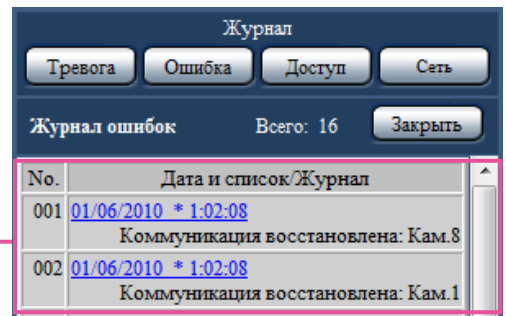 Журнал
Тревога Ошибка Доступ Сеть
Журнал ошибок Всего: 16 Закрыть
No. Дата и список/Журнал
001 01/06/2010 * 1:02:08
Коммуникация восстановлена: Кам.8
002 01/06/2010 * 1:02:08
Коммуникация восстановлена: Кам.1